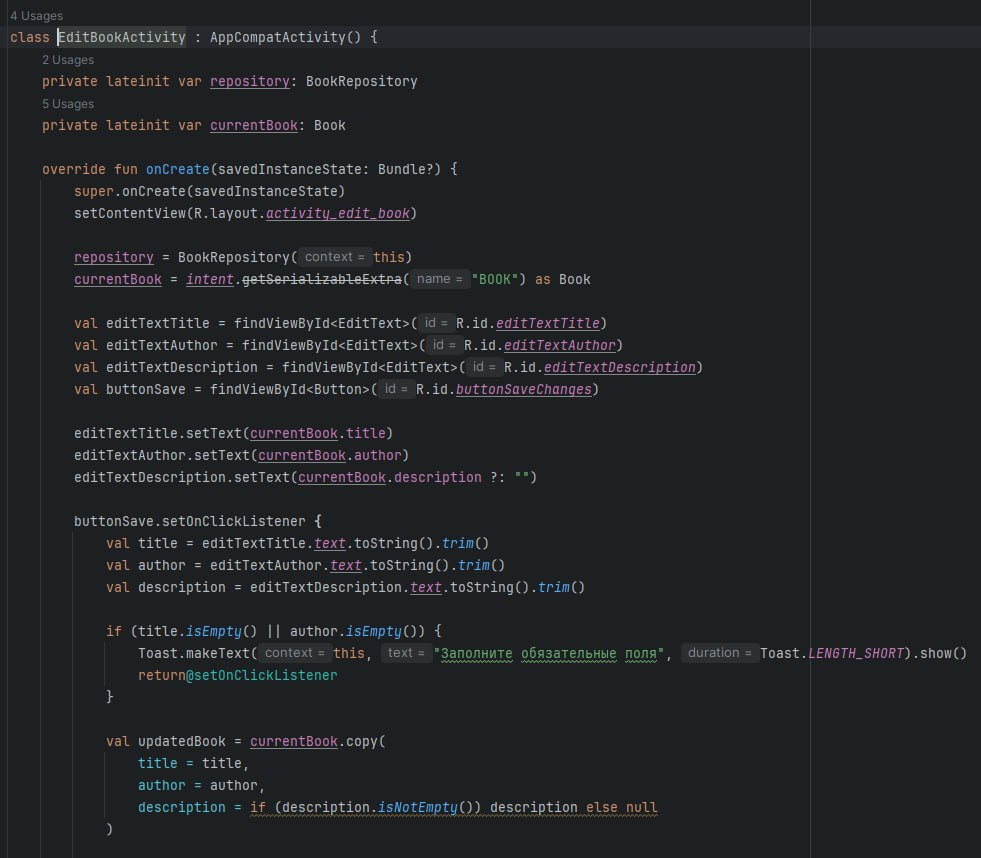 4 Usages
class EditBookActivity : AppCompatActivity() {
2 Usages
private lateinit var repository: BookRepository
5 Usages
private lateinit var currentBook: Book
override fun onCreate(savedInstanceState: Bundle?) {
super.onCreate(savedInstanceState)
setContentView(R.layout.activity_edit_book)
repository = BookRepository( context = this)
currentBook = intent.getSerializableExtra( name = "BOOK") as Book
val editTextTitle = findViewById<EditText>( id = R.id.editTextTitle)
val editTextAuthor = findViewById<EditText>( id = R.id.editTextAuthor)
val editTextDescription = findViewById<EditText>( id = R.id.editTextDescription)
val buttonSave = findViewById<Button>( id = R.id.buttonSaveChanges)
editTextTitle.setText(currentBook.title)
editTextAuthor.setText(currentBook.author)
editTextDescription.setText(currentBook.description ?: "")
buttonSave.setOnClickListener {
val title = editTextTitle.text.toString().trim()
val author = editTextAuthor.text.toString().trim()
val description = editTextDescription.text.toString().trim()
if (title.isEmpty() || author.isEmpty()) {
Toast.makeText( context = this, text = "Заполните обязательные поля", duration = Toast.LENGTH_SHORT).show()
return@setOnClickListener
}
val updatedBook = currentBook.copy(
title = title,
author = author,
description = if (description.isNotEmpty()) description else null
)